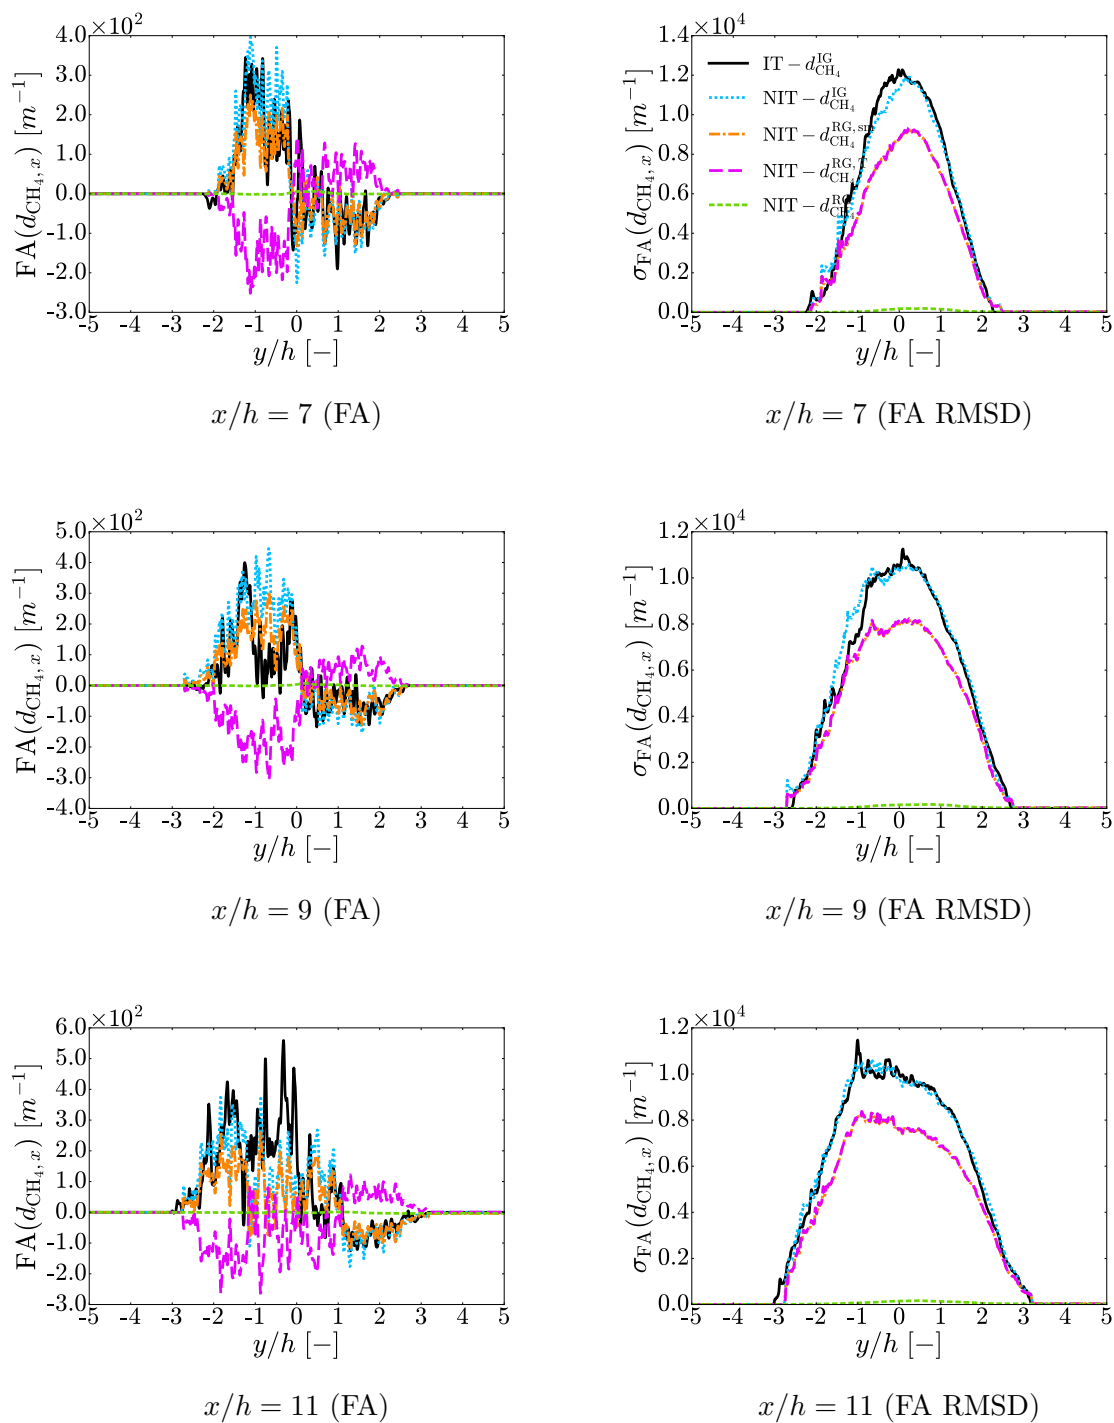 ×10²
4.0
3.0
2.0
1.0
0.0
-1.0
-2.0
-3.0
FA(d_CH₄,x) [m⁻¹]
-5 -4 -3 -2 -1 0 1 2 3 4 5
y/h [−]
x/h = 7 (FA)
×10⁴
1.4
1.2
1.0
0.8
0.6
0.4
0.2
0.0
σ_FA(d_CH₄,x) [m⁻¹]
IT − d_CH₄^IG
NIT − d_CH₄^IG
NIT − d_CH₄^RG,sm
NIT − d_CH₄^RG,T
NIT − d_CH₄^RG
-5 -4 -3 -2 -1 0 1 2 3 4 5
y/h [−]
x/h = 7 (FA RMSD)
×10²
5.0
4.0
3.0
2.0
1.0
0.0
-1.0
-2.0
-3.0
-4.0
FA(d_CH₄,x) [m⁻¹]
-5 -4 -3 -2 -1 0 1 2 3 4 5
y/h [−]
x/h = 9 (FA)
×10⁴
1.2
1.0
0.8
0.6
0.4
0.2
0.0
σ_FA(d_CH₄,x) [m⁻¹]
-5 -4 -3 -2 -1 0 1 2 3 4 5
y/h [−]
x/h = 9 (FA RMSD)
×10²
6.0
5.0
4.0
3.0
2.0
1.0
0.0
-1.0
-2.0
-3.0
FA(d_CH₄,x) [m⁻¹]
-5 -4 -3 -2 -1 0 1 2 3 4 5
y/h [−]
x/h = 11 (FA)
×10⁴
1.2
1.0
0.8
0.6
0.4
0.2
0.0
σ_FA(d_CH₄,x) [m⁻¹]
-5 -4 -3 -2 -1 0 1 2 3 4 5
y/h [−]
x/h = 11 (FA RMSD)